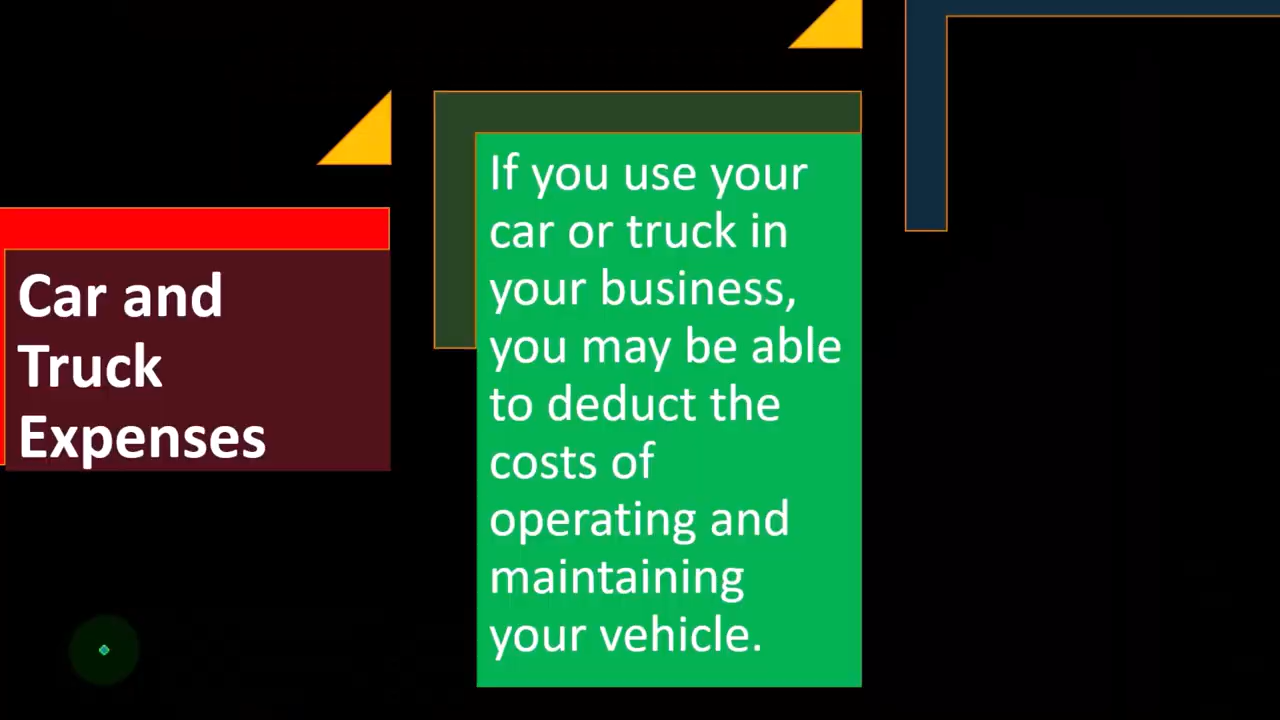 Car and
Truck
Expenses
If you use your
car or truck in
your business,
you may be able
to deduct the
costs of
operating and
maintaining
your vehicle.